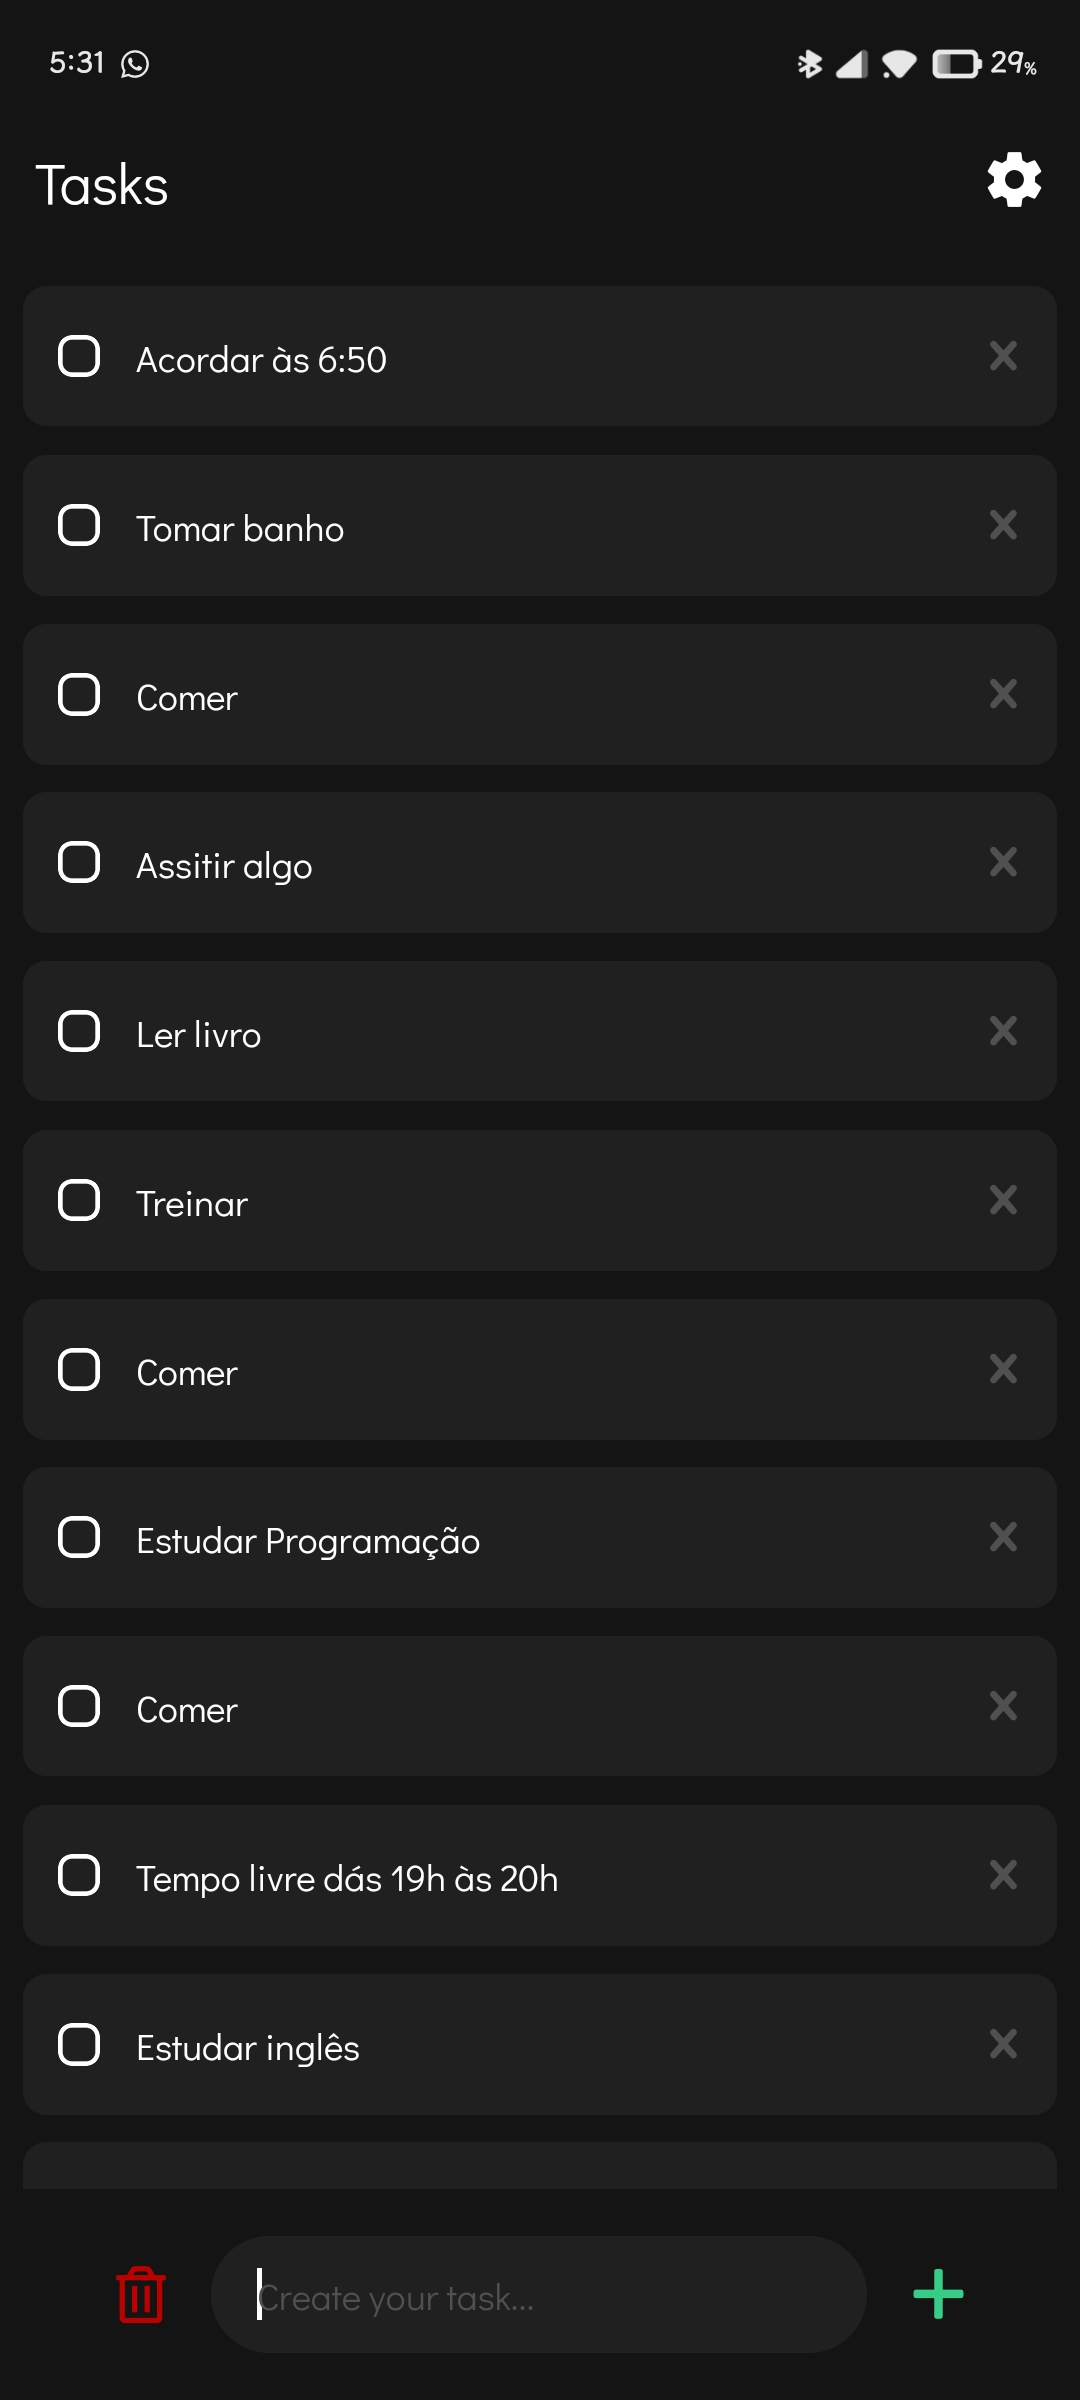 5:31 29%
Tasks
Acordar às 6:50
Tomar banho
Comer
Assitir algo
Ler livro
Treinar
Comer
Estudar Programação
Comer
Tempo livre dás 19h às 20h
Estudar inglês
Create your task...